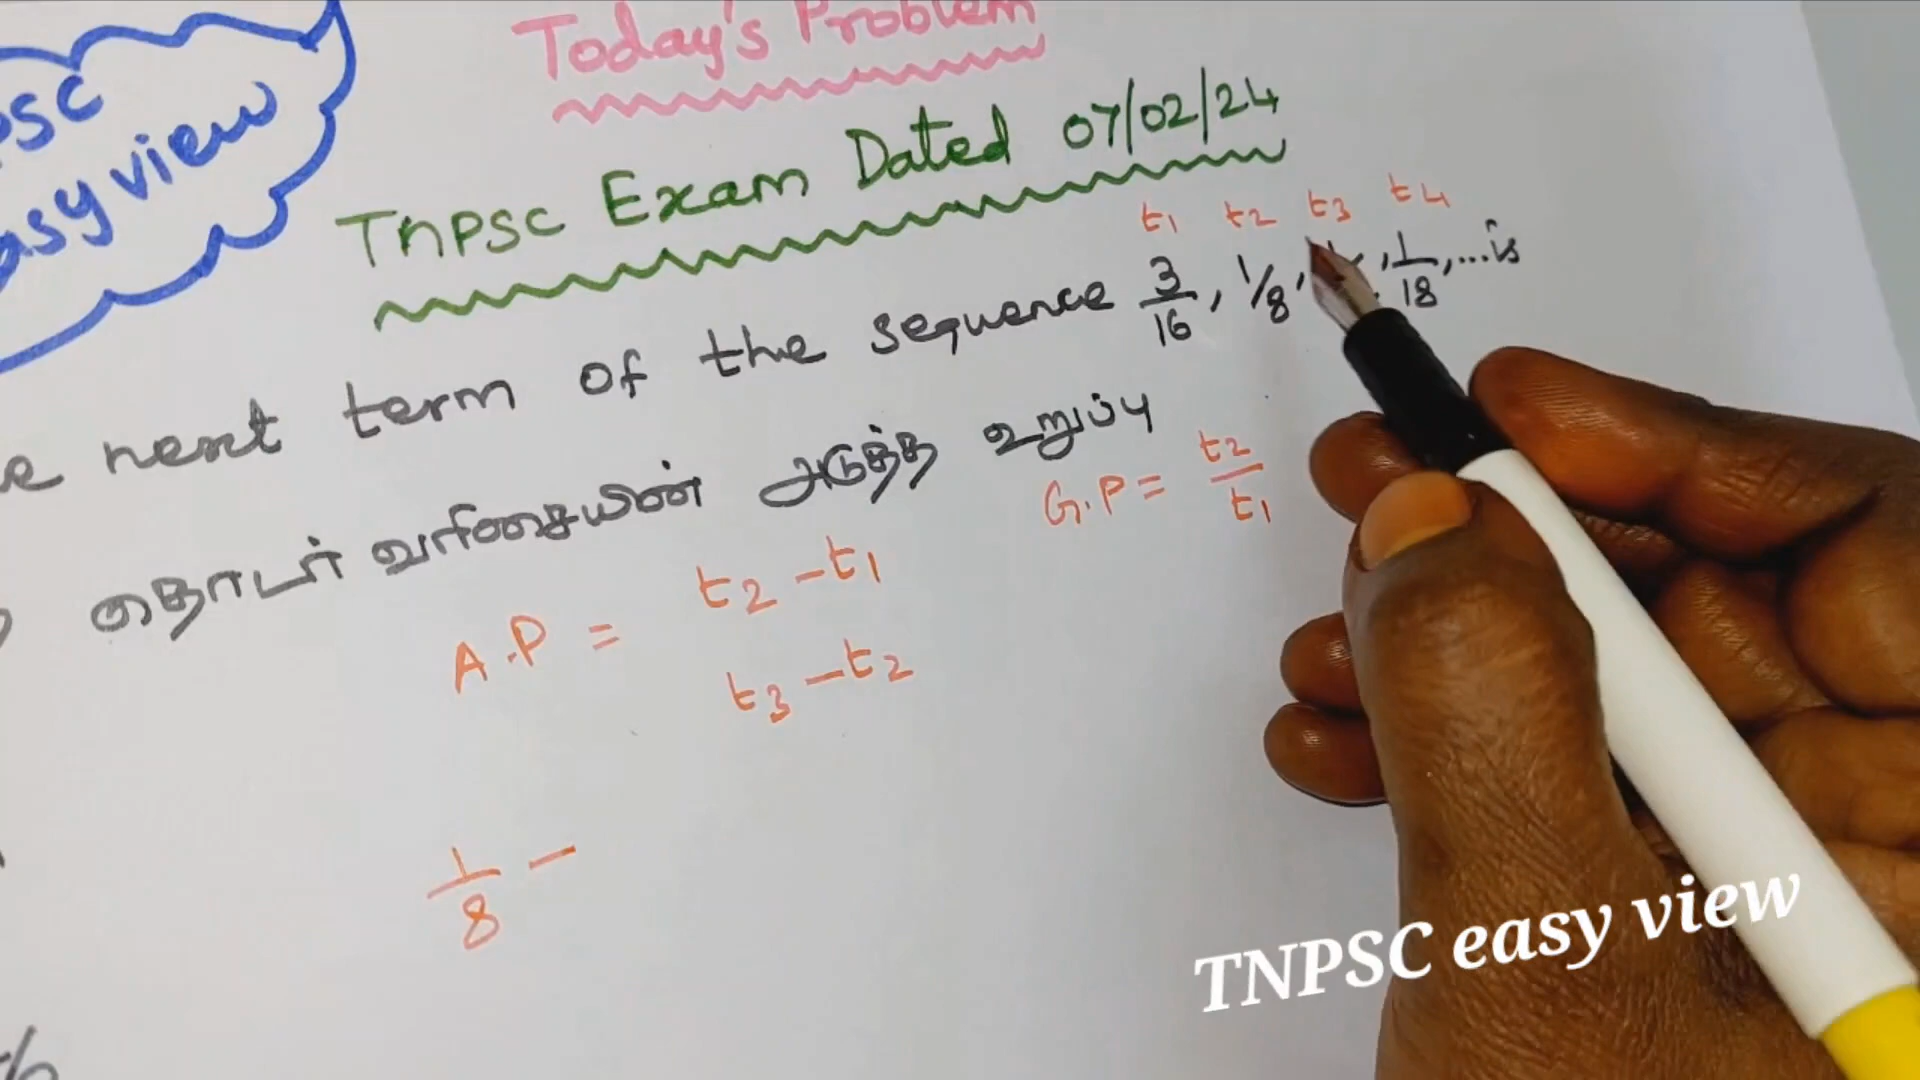 Today's Problem
easy view
TNPSC Exam Dated 07/02/24
t1 t2 t3 t4
next term of the sequence 3/16, 1/8, , 1/18, ... is
தொடர் வரிசையின் அடுத்த உறுப்பு
G.P = t2/t1
A.P = t2 - t1
t3 - t2
1/8 -
TNPSC easy view